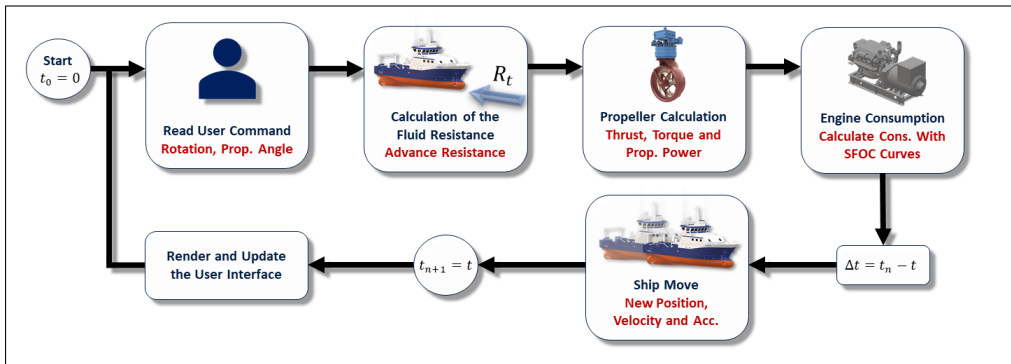 Start
t₀ = 0
Read User Command
Rotation, Prop. Angle
Rₜ
Calculation of the
Fluid Resistance
Advance Resistance
Propeller Calculation
Thrust, Torque and
Prop. Power
Engine Consumption
Calculate Cons. With
SFOC Curves
Δt = tₙ − t
Ship Move
New Position,
Velocity and Acc.
tₙ₊₁ = t
Render and Update
the User Interface